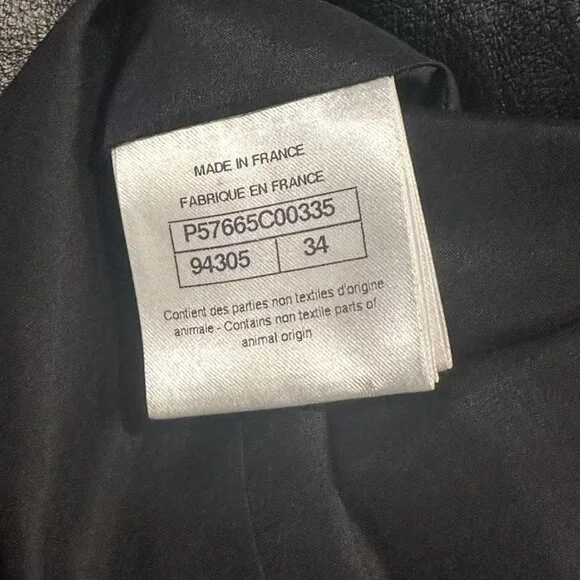 MADE IN FRANCE
FABRIQUE EN FRANCE
P57665C00335
94305 34
Contient des parties non textiles d'origine
animale - Contains non textile parts of
animal origin